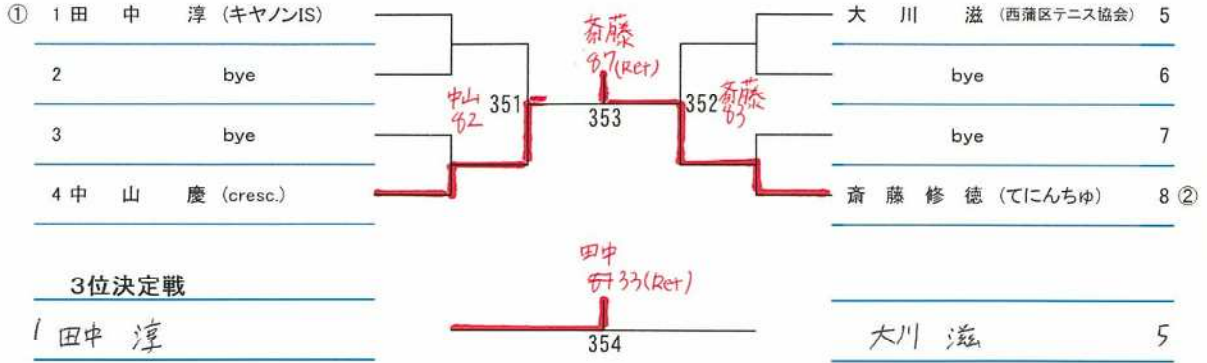 ① 1 田 中 淳 (キヤノンIS)
2 bye
3 bye
4 中 山 慶 (cresc.)
大 川 滋 (西蒲区テニス協会) 5
bye 6
bye 7
斎 藤 修 徳 (てにんちゅ) 8 ②
中山 82
351
斎藤
87(Ret)
353
352
斎藤 83
3位決定戦
1 田中 淳
田中
33(Ret)
354
大川 滋 5